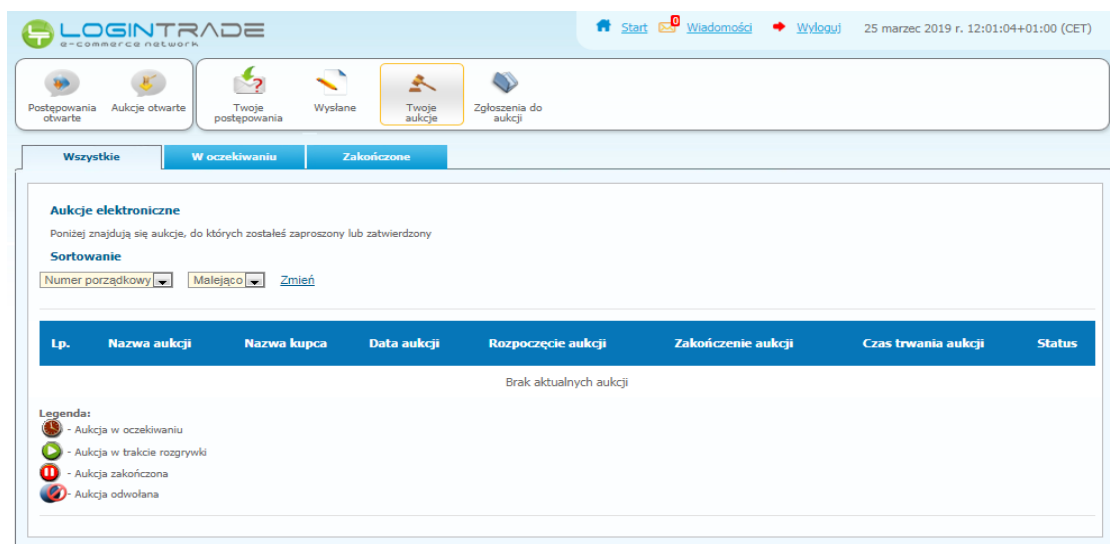 LOGINTRADE
e-commerce network
0
Start Wiadomości Wyloguj 25 marzec 2019 r. 12:01:04+01:00 (CET)
Postępowania otwarte
Aukcje otwarte
Twoje postępowania
Wysłane
Twoje aukcje
Zgłoszenia do aukcji
Wszystkie W oczekiwaniu Zakończone
Aukcje elektroniczne
Poniżej znajdują się aukcje, do których zostałeś zaproszony lub zatwierdzony
Sortowanie
Numer porządkowy Malejąco Zmień
Lp. Nazwa aukcji Nazwa kupca Data aukcji Rozpoczęcie aukcji Zakończenie aukcji Czas trwania aukcji Status
Brak aktualnych aukcji
Legenda:
- Aukcja w oczekiwaniu
- Aukcja w trakcie rozgrywki
- Aukcja zakończona
- Aukcja odwołana